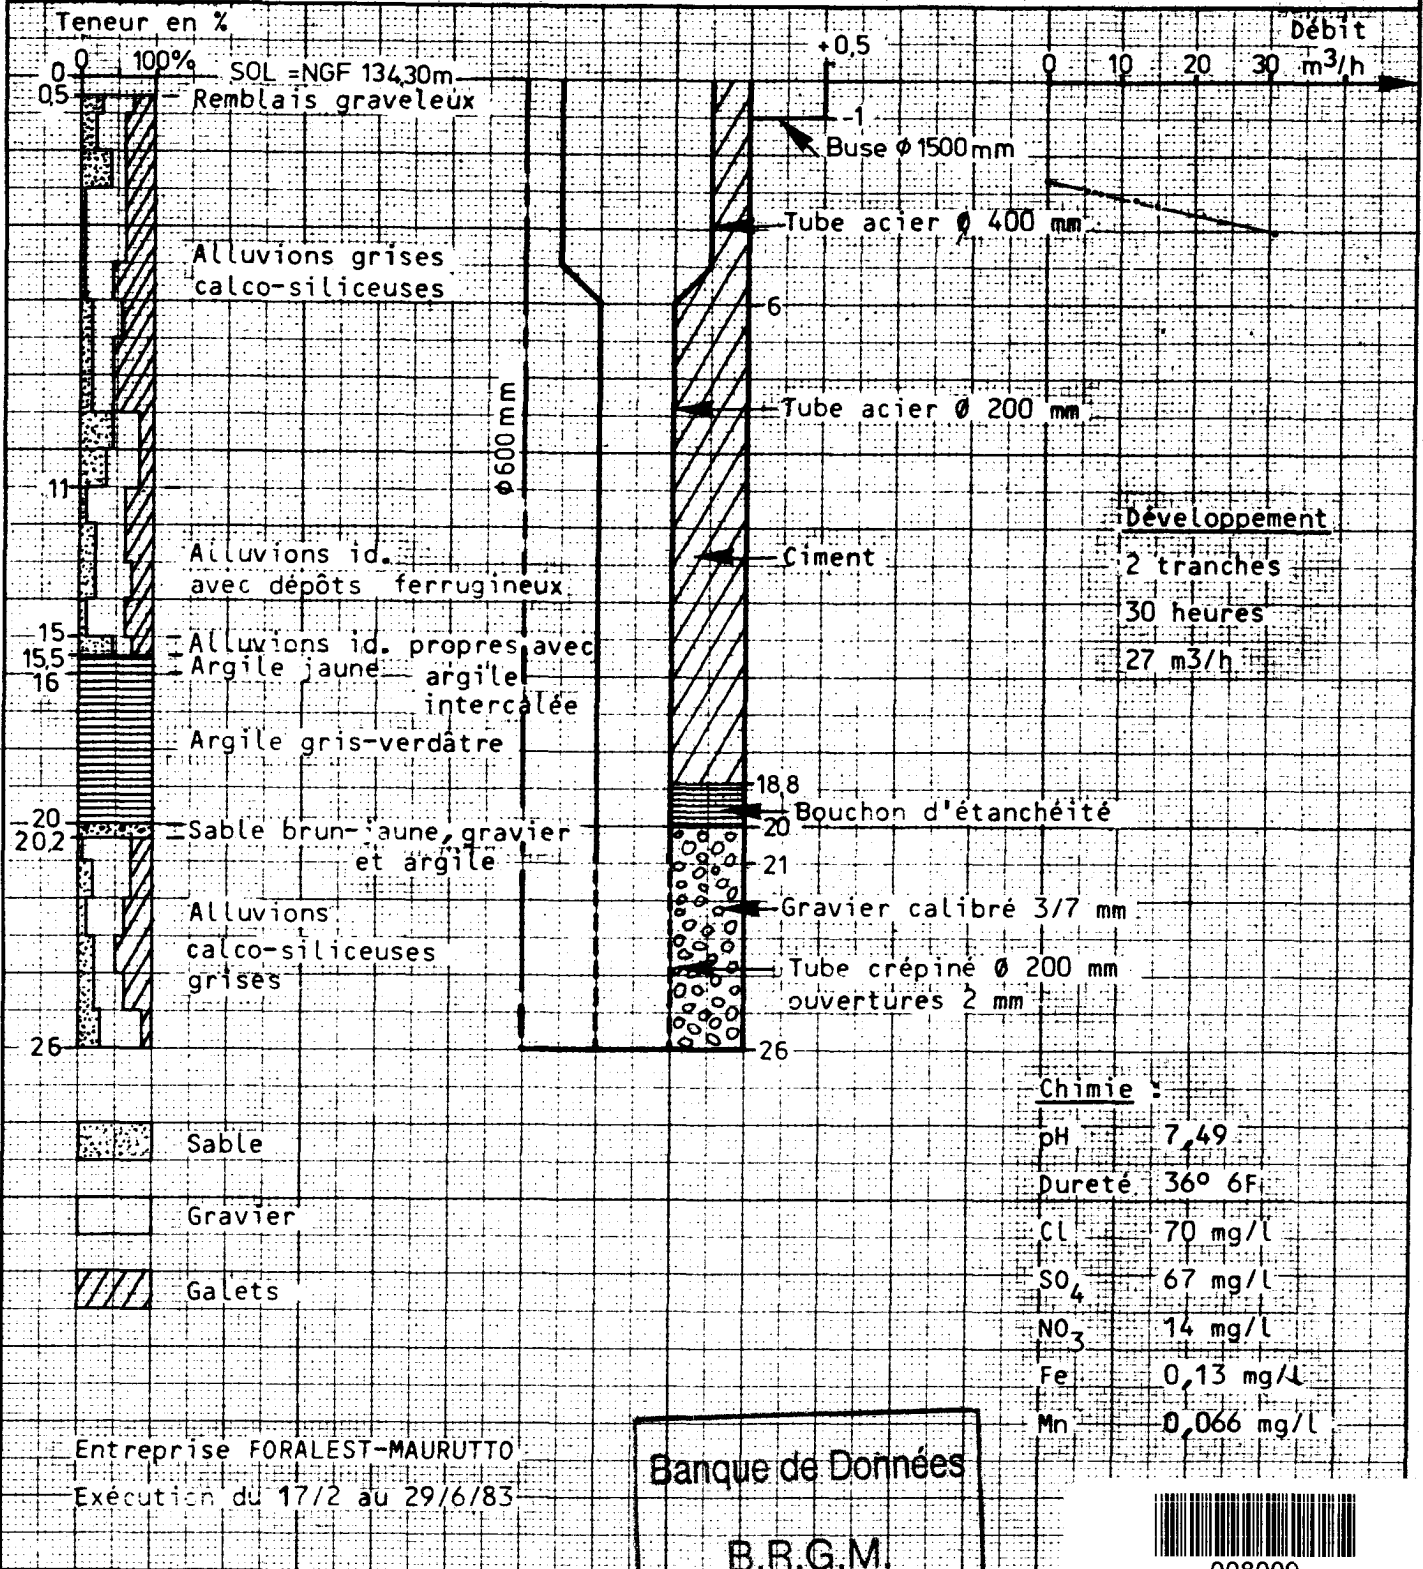 Teneur en %
0 100%
0
0,5
SOL =NGF 134,30m
Remblais graveleux
Alluvions grises
calco-siliceuses
11
Alluvions id.
avec dépôts ferrugineux
15
Alluvions id. propres avec
argile
intercalée
15,5
Argile jaune
16
Argile gris-verdâtre
20
20,2
Sable brun-jaune, gravier
et argile
Alluvions
calco-siliceuses
grises
26
Sable
Gravier
Galets
Entreprise FORALEST-MAURUTTO
Exécution du 17/2 au 29/6/83
ϕ 600 mm
+0,5
-1
Buse ϕ 1500 mm
Tube acier Ø 400 mm
6
Tube acier Ø 200 mm
Ciment
18,8
Bouchon d'étanchéité
20
21
Gravier calibré 3/7 mm
Tube crépiné Ø 200 mm
ouvertures 2 mm
26
Débit
m³/h
0 10 20 30
Développement
2 tranches
30 heures
27 m3/h
Chimie :
pH 7,49
Dureté 36° 6F
Cl 70 mg/l
SO4 67 mg/l
NO3 14 mg/l
Fe 0,13 mg/l
Mn 0,066 mg/l
Banque de Données
B.R.G.M.